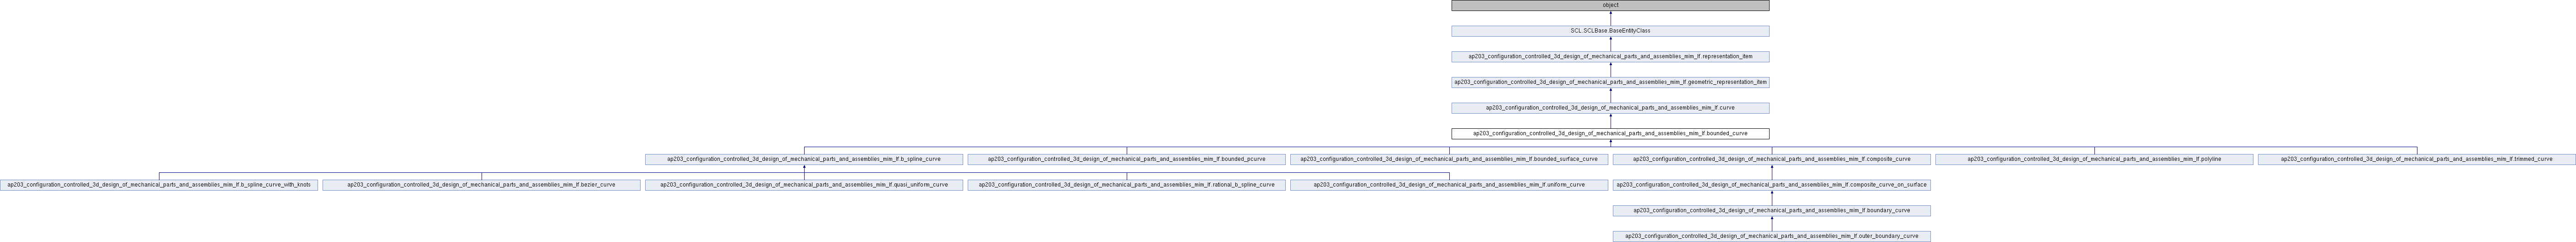 object
SCL.SCLBase.BaseEntityClass
ap203_configuration_controlled_3d_design_of_mechanical_parts_and_assemblies_mim_lf.representation_item
ap203_configuration_controlled_3d_design_of_mechanical_parts_and_assemblies_mim_lf.geometric_representation_item
ap203_configuration_controlled_3d_design_of_mechanical_parts_and_assemblies_mim_lf.curve
ap203_configuration_controlled_3d_design_of_mechanical_parts_and_assemblies_mim_lf.bounded_curve
ap203_configuration_controlled_3d_design_of_mechanical_parts_and_assemblies_mim_lf.b_spline_curve
ap203_configuration_controlled_3d_design_of_mechanical_parts_and_assemblies_mim_lf.bounded_pcurve
ap203_configuration_controlled_3d_design_of_mechanical_parts_and_assemblies_mim_lf.bounded_surface_curve
ap203_configuration_controlled_3d_design_of_mechanical_parts_and_assemblies_mim_lf.composite_curve
ap203_configuration_controlled_3d_design_of_mechanical_parts_and_assemblies_mim_lf.polyline
ap203_configuration_controlled_3d_design_of_mechanical_parts_and_assemblies_mim_lf.trimmed_curve
ap203_configuration_controlled_3d_design_of_mechanical_parts_and_assemblies_mim_lf.b_spline_curve_with_knots
ap203_configuration_controlled_3d_design_of_mechanical_parts_and_assemblies_mim_lf.bezier_curve
ap203_configuration_controlled_3d_design_of_mechanical_parts_and_assemblies_mim_lf.quasi_uniform_curve
ap203_configuration_controlled_3d_design_of_mechanical_parts_and_assemblies_mim_lf.rational_b_spline_curve
ap203_configuration_controlled_3d_design_of_mechanical_parts_and_assemblies_mim_lf.uniform_curve
ap203_configuration_controlled_3d_design_of_mechanical_parts_and_assemblies_mim_lf.composite_curve_on_surface
ap203_configuration_controlled_3d_design_of_mechanical_parts_and_assemblies_mim_lf.boundary_curve
ap203_configuration_controlled_3d_design_of_mechanical_parts_and_assemblies_mim_lf.outer_boundary_curve